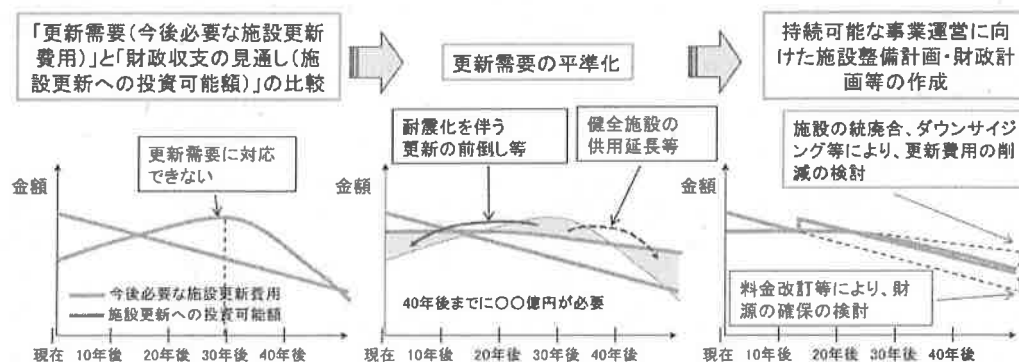 「更新需要(今後必要な施設更新
費用)」と「財政収支の見通し(施
設更新への投資可能額)」の比較
更新需要の平準化
持続可能な事業運営に向
けた施設整備計画・財政計
画等の作成
更新需要に対応
できない
金額
今後必要な施設更新費用
施設更新への投資可能額
現在 10年後 20年後 30年後 40年後
耐震化を伴う
更新の前倒し等
健全施設の
供用延長等
金額
40年後までに〇〇億円が必要
現在 10年後 20年後 30年後 40年後
施設の統廃合、ダウンサイジ
ング等により、更新費用の削
減の検討
金額
料金改訂等により、財
源の確保の検討
現在 10年後 20年後 30年後 40年後